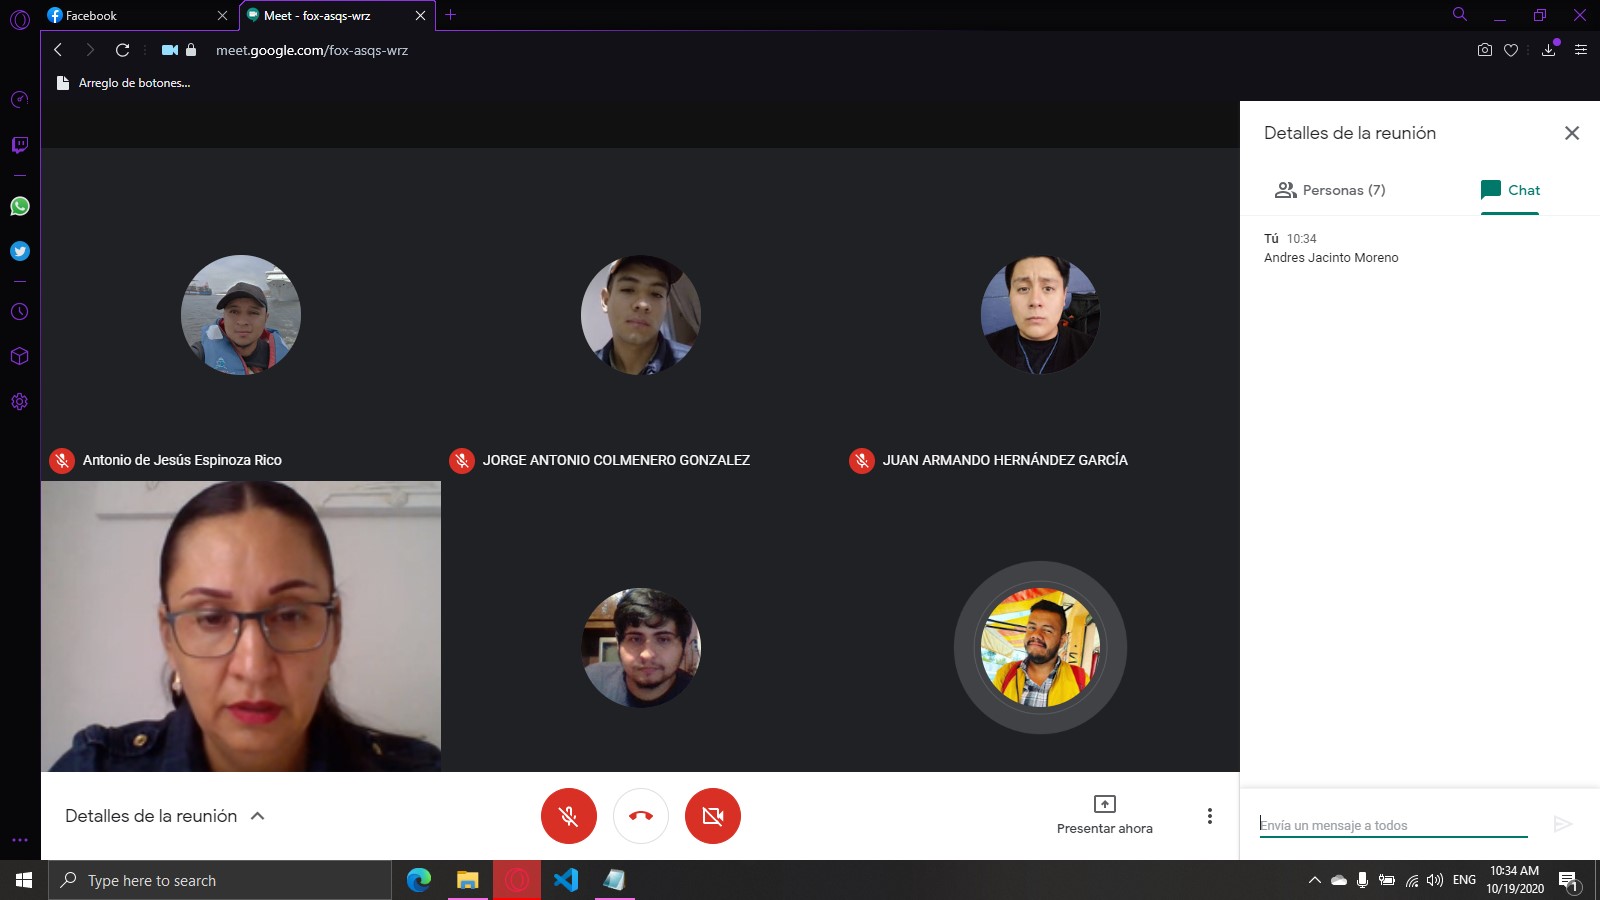 Facebook
Meet - fox-asqs-wrz
meet.google.com/fox-asqs-wrz
Arreglo de botones...
Detalles de la reunión
Personas (7)
Chat
Tú 10:34
Andres Jacinto Moreno
Antonio de Jesús Espinoza Rico
JORGE ANTONIO COLMENERO GONZALEZ
JUAN ARMANDO HERNÁNDEZ GARCÍA
Detalles de la reunión
Presentar ahora
Envía un mensaje a todos
Type here to search
ENG
10:34 AM
10/19/2020
1